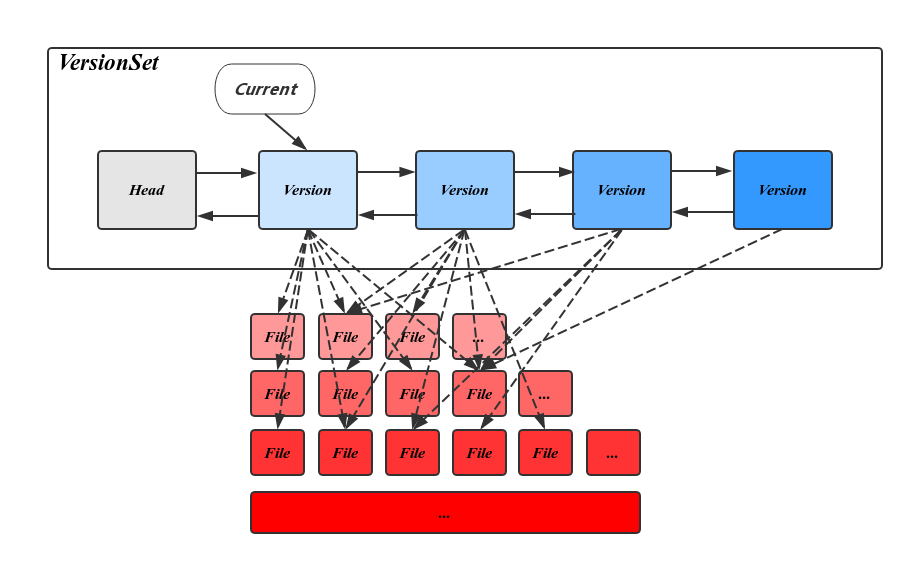 VersionSet
Current
Head Version Version Version Version
File File File ...
File File File File ...
File File File File File ...
...